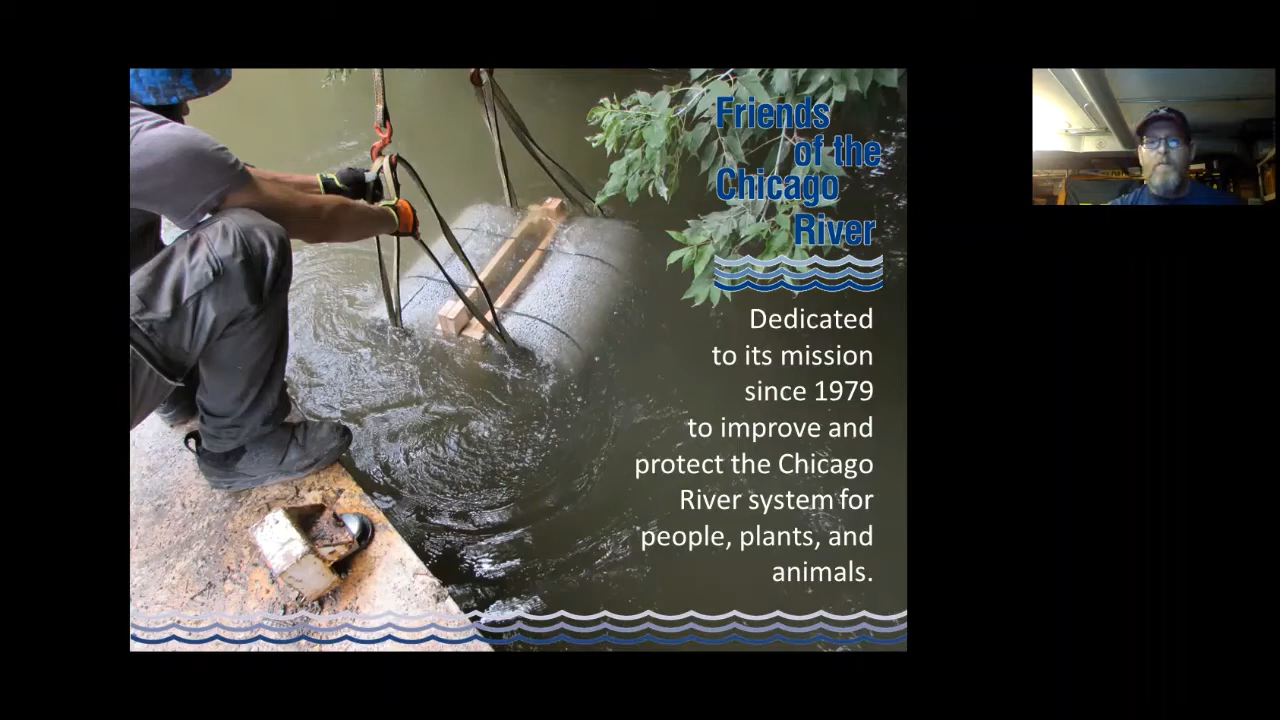 Friends
of the
Chicago
River
Dedicated
to its mission
since 1979
to improve and
protect the Chicago
River system for
people, plants, and
animals.